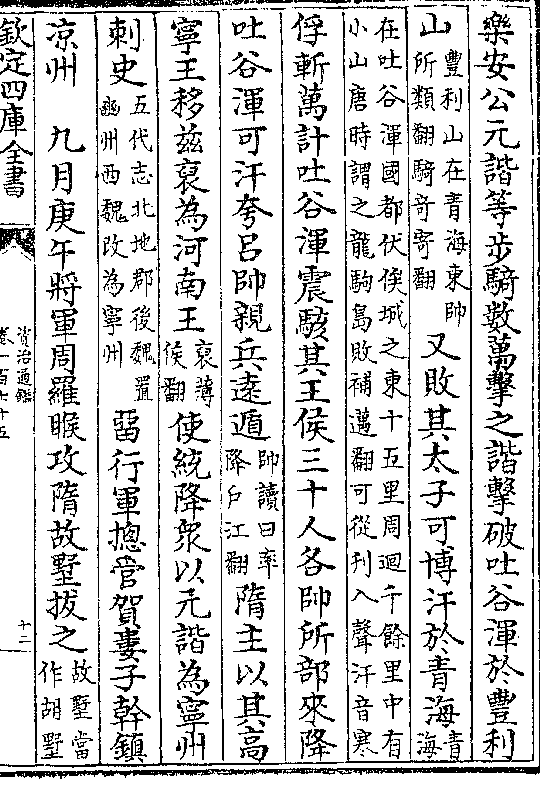 樂安公元諧等步騎數萬擊之諧擊破吐谷渾於豐利
山豐利山在青海東帥所類翻騎奇寄翻又敗其太子可博汗於青海青海
在吐谷渾國都伏俟城之東十五里周迴千餘里中有
小山唐時謂之龍駒島敗補邁翻可從刋入聲汗音寒
俘斬萬計吐谷渾震駭其王侯三十人各帥所部來降
吐谷渾可汗夸呂帥親兵遠遁帥讀曰率降戶江翻隋主以其高
寧王移兹裒為河南王裒薄侯翻使統降衆以元諧為寧州
刺史五代志北地郡後魏置豳州西魏改為寧州畱行軍摠管賀婁子幹鎮
涼州 九月庚午將軍周羅睺攻隋故墅拔之故墅當作胡墅
欽定四庫全書
資治通鑑
卷一百七十五
十二